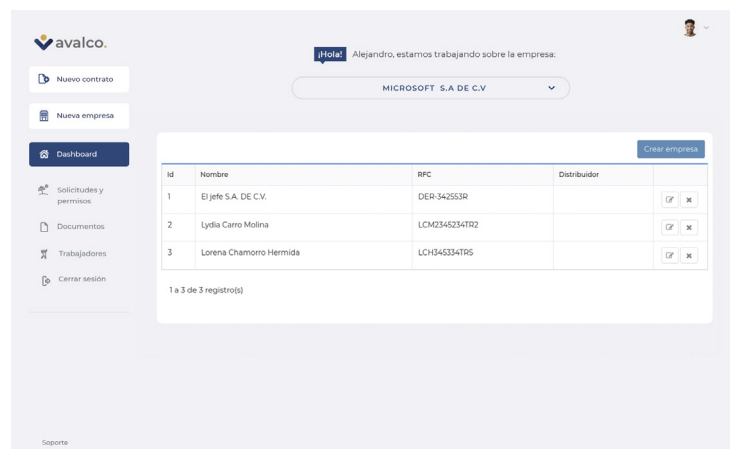 avalco.
¡Hola! Alejandro, estamos trabajando sobre la empresa:
MICROSOFT S.A DE C.V
Nuevo contrato
Nueva empresa
Dashboard
Solicitudes y
permisos
Documentos
Trabajadores
Cerrar sesión
Crear empresa
Id Nombre RFC Distribuidor
1 El jefe S.A. DE C.V. DER-342553R
2 Lydia Carro Molina LCM2345234TR2
3 Lorena Chamorro Hermida LCH345334TR5
1 a 3 de 3 registro(s)
Soporte